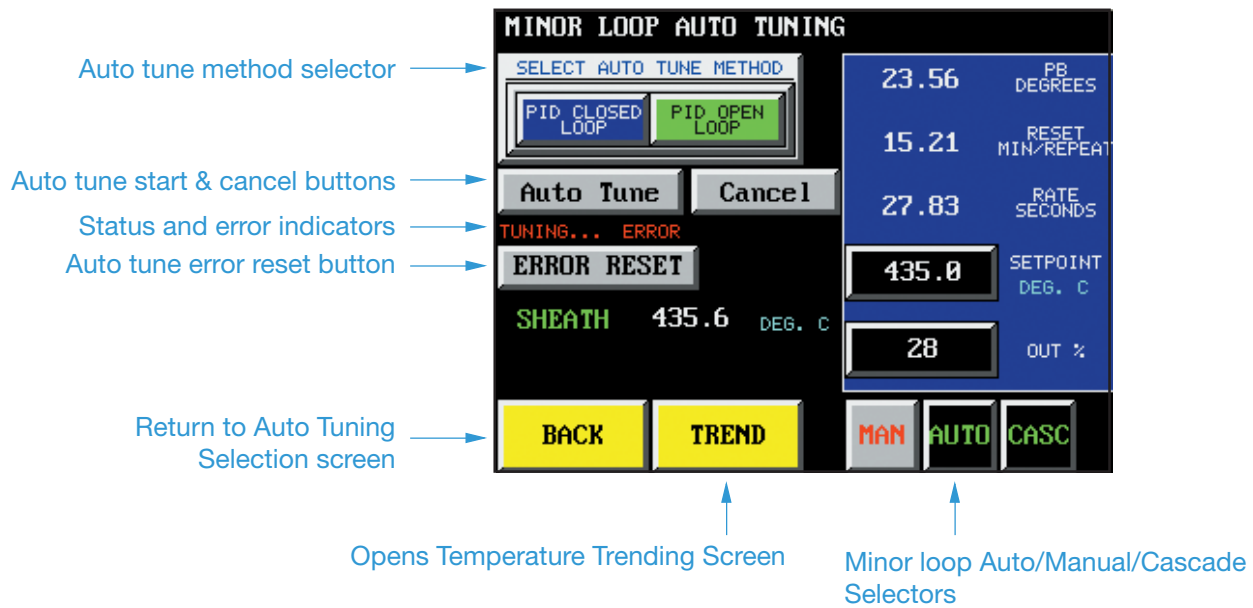 MINOR LOOP AUTO TUNING
Auto tune method selector
SELECT AUTO TUNE METHOD
PID CLOSED
LOOP
PID OPEN
LOOP
23.56
PB
DEGREES
15.21
RESET
MIN/REPEAT
Auto tune start & cancel buttons
Auto Tune
Cancel
27.83
RATE
SECONDS
Status and error indicators
TUNING... ERROR
Auto tune error reset button
ERROR RESET
435.0
SETPOINT
DEG. C
SHEATH 435.6 DEG. C
28
OUT %
Return to Auto Tuning
Selection screen
BACK
TREND
MAN
AUTO
CASC
Opens Temperature Trending Screen
Minor loop Auto/Manual/Cascade
Selectors